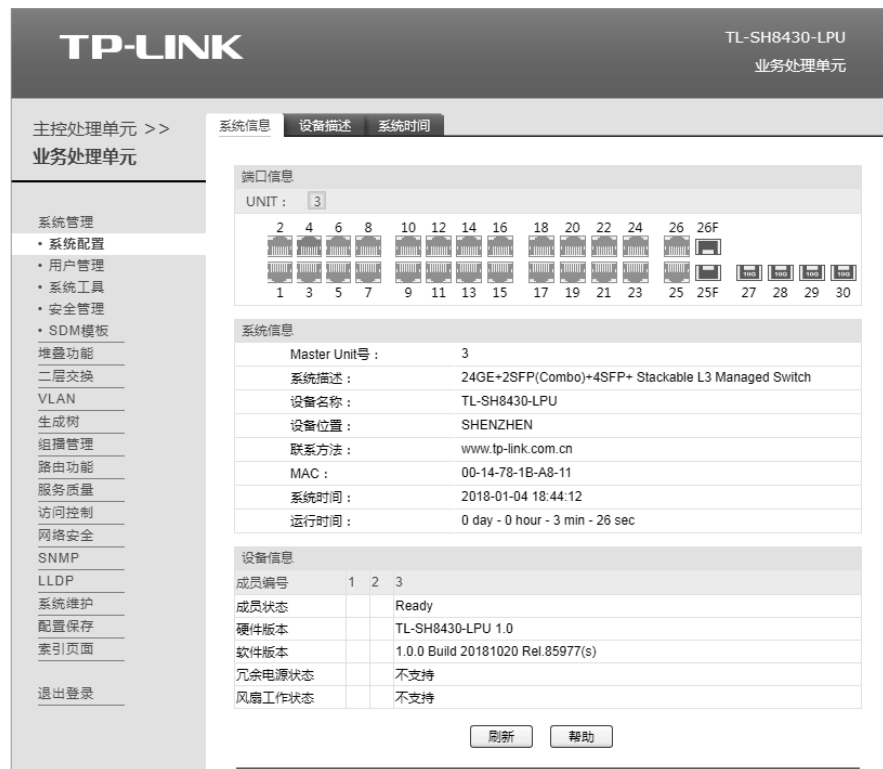 TP-LINK
TL-SH8430-LPU
业务处理单元
主控处理单元 >>
业务处理单元
系统信息 设备描述 系统时间
系统管理
• 系统配置
• 用户管理
• 系统工具
• 安全管理
• SDM模板
堆叠功能
二层交换
VLAN
生成树
组播管理
路由功能
服务质量
访问控制
网络安全
SNMP
LLDP
系统维护
配置保存
索引页面
退出登录
端口信息
UNIT： 3
2 4 6 8 10 12 14 16 18 20 22 24 26 26F
10G 10G 10G 10G
1 3 5 7 9 11 13 15 17 19 21 23 25 25F 27 28 29 30
系统信息
Master Unit号： 3
系统描述： 24GE+2SFP(Combo)+4SFP+ Stackable L3 Managed Switch
设备名称： TL-SH8430-LPU
设备位置： SHENZHEN
联系方法： www.tp-link.com.cn
MAC： 00-14-78-1B-A8-11
系统时间： 2018-01-04 18:44:12
运行时间： 0 day - 0 hour - 3 min - 26 sec
设备信息
成员编号 1 2 3
成员状态 Ready
硬件版本 TL-SH8430-LPU 1.0
软件版本 1.0.0 Build 20181020 Rel.85977(s)
冗余电源状态 不支持
风扇工作状态 不支持
刷新 帮助